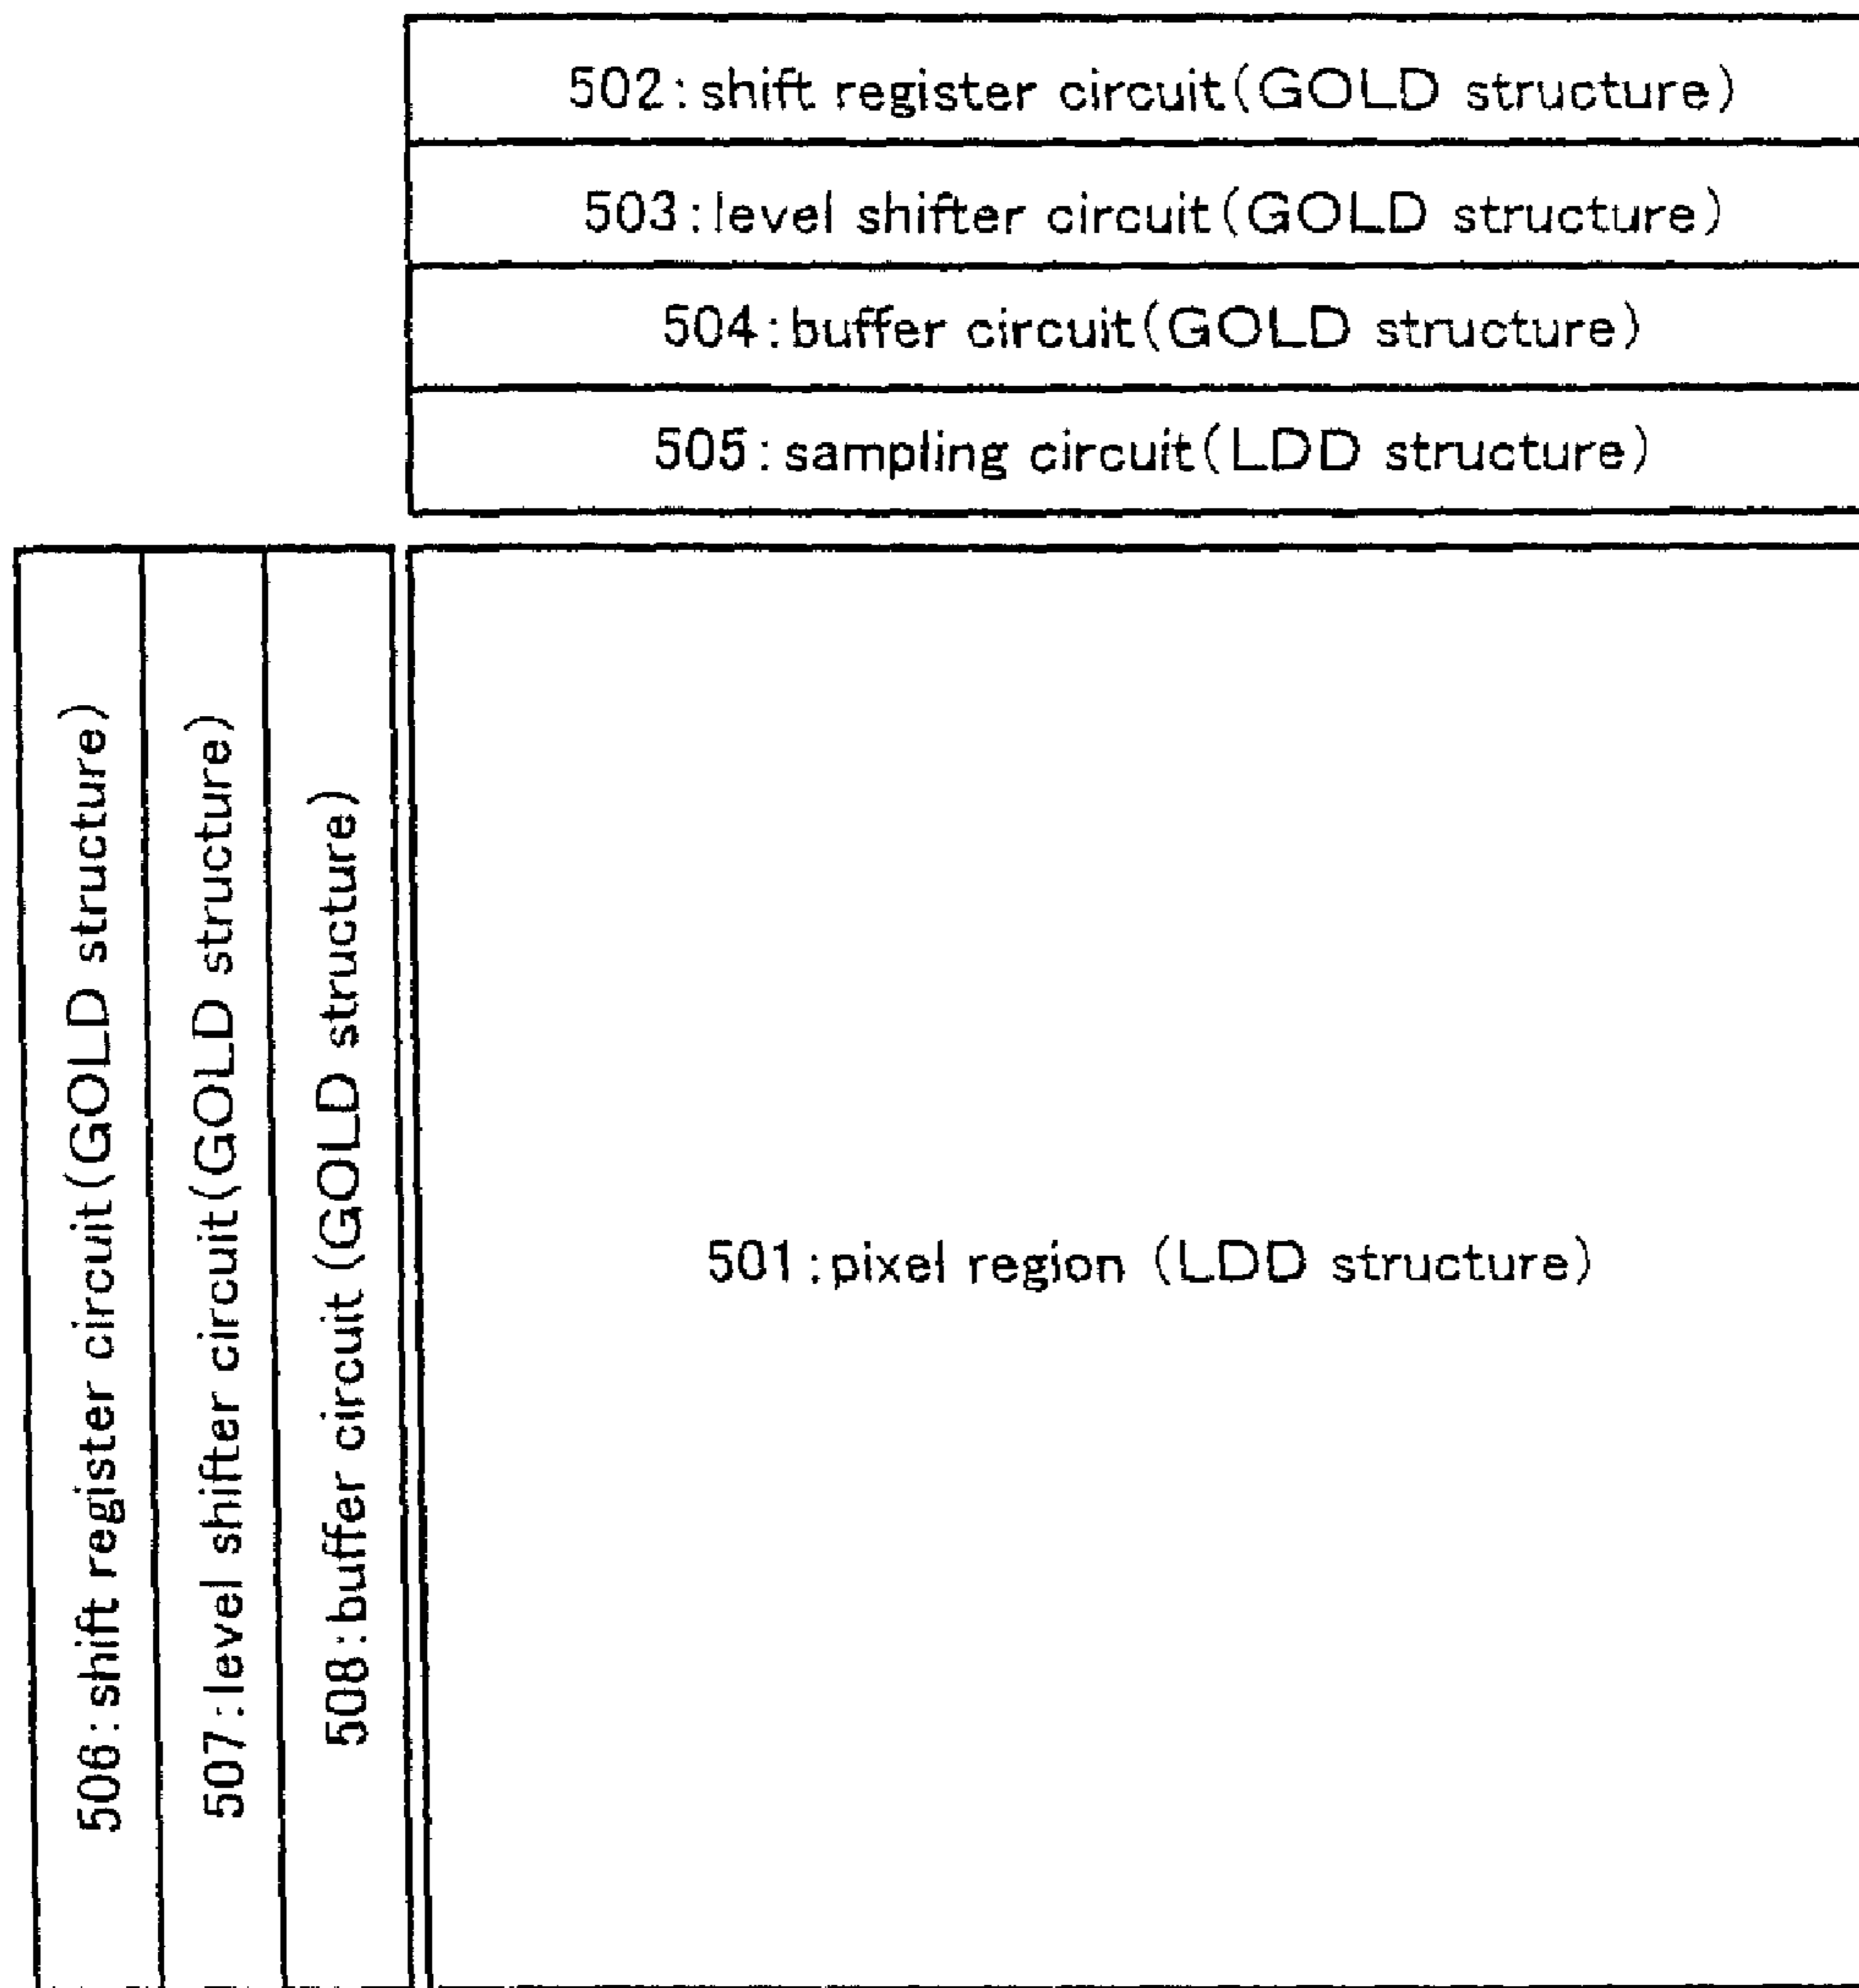 502:shift register circuit(GOLD structure)
503:level shifter circuit(GOLD structure)
504:buffer circuit(GOLD structure)
505:sampling circuit(LDD structure)
506:shift register circuit(GOLD structure)
507:level shifter circuit(GOLD structure)
508:buffer circuit (GOLD structure)
501:pixel region (LDD structure)